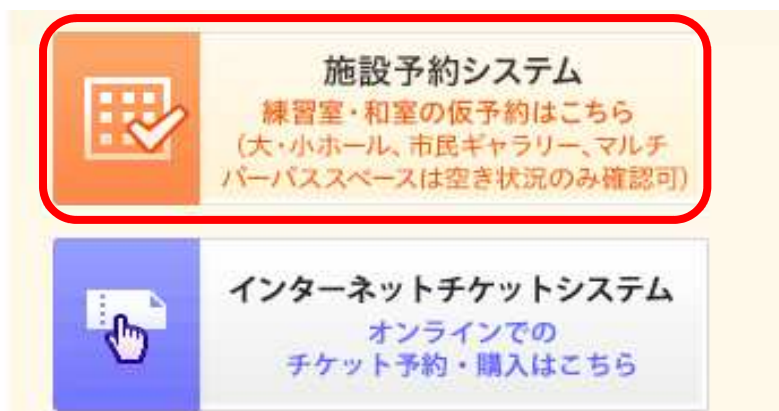 施設予約システム
練習室・和室の仮予約はこちら
(大・小ホール、市民ギャラリー、マルチ
パーパススペースは空き状況のみ確認可)
インターネットチケットシステム
オンラインでの
チケット予約・購入はこちら